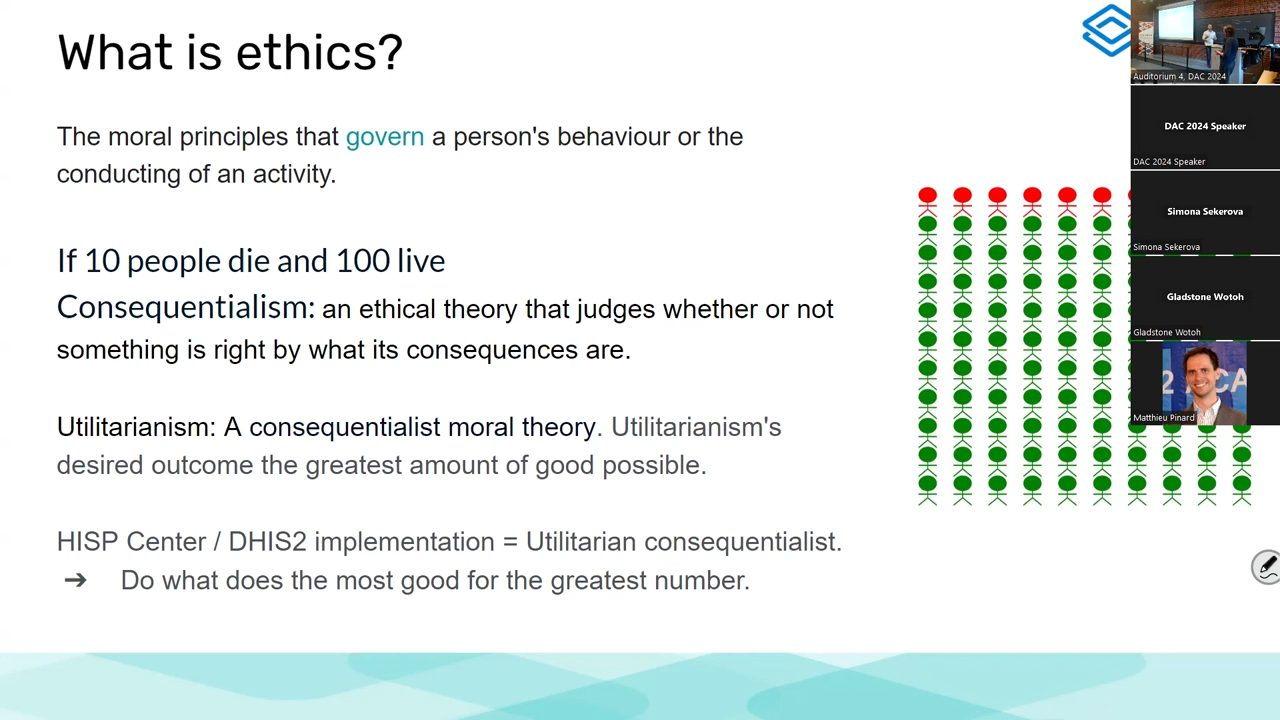 What is ethics?
The moral principles that govern a person's behaviour or the
conducting of an activity.
If 10 people die and 100 live
Consequentialism: an ethical theory that judges whether or not
something is right by what its consequences are.
Utilitarianism: A consequentialist moral theory. Utilitarianism's
desired outcome the greatest amount of good possible.
HISP Center / DHIS2 implementation = Utilitarian consequentialist.
➔ Do what does the most good for the greatest number.
Auditorium 4, DAC 2024
DAC 2024 Speaker
DAC 2024 Speaker
Simona Sekerova
Simona Sekerova
Gladstone Wotoh
Gladstone Wotoh
Matthieu Pinard